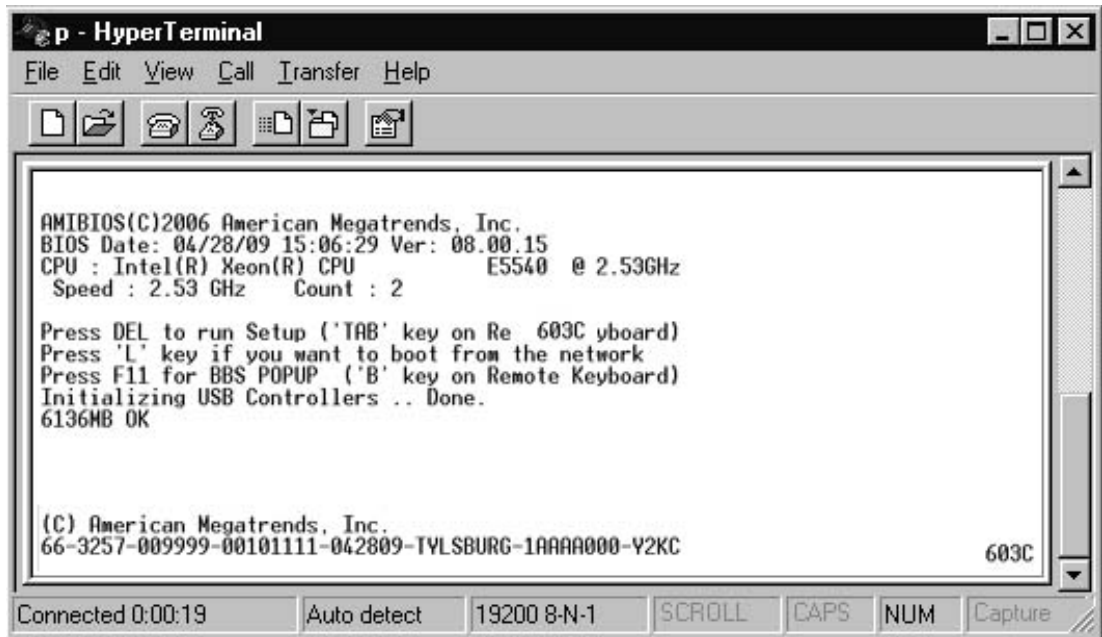 p - HyperTerminal
File Edit View Call Transfer Help
AMIBIOS(C)2006 American Megatrends, Inc.
BIOS Date: 04/28/09 15:06:29 Ver: 08.00.15
CPU : Intel(R) Xeon(R) CPU E5540 @ 2.53GHz
Speed : 2.53 GHz Count : 2
Press DEL to run Setup ('TAB' key on Re 603C yboard)
Press 'L' key if you want to boot from the network
Press F11 for BBS POPUP ('B' key on Remote Keyboard)
Initializing USB Controllers .. Done.
6136MB OK
(C) American Megatrends, Inc.
66-3257-009999-00101111-042809-TYLSBURG-1AAAA000-Y2KC
603C
Connected 0:00:19 Auto detect 19200 8-N-1 SCROLL CAPS NUM Capture